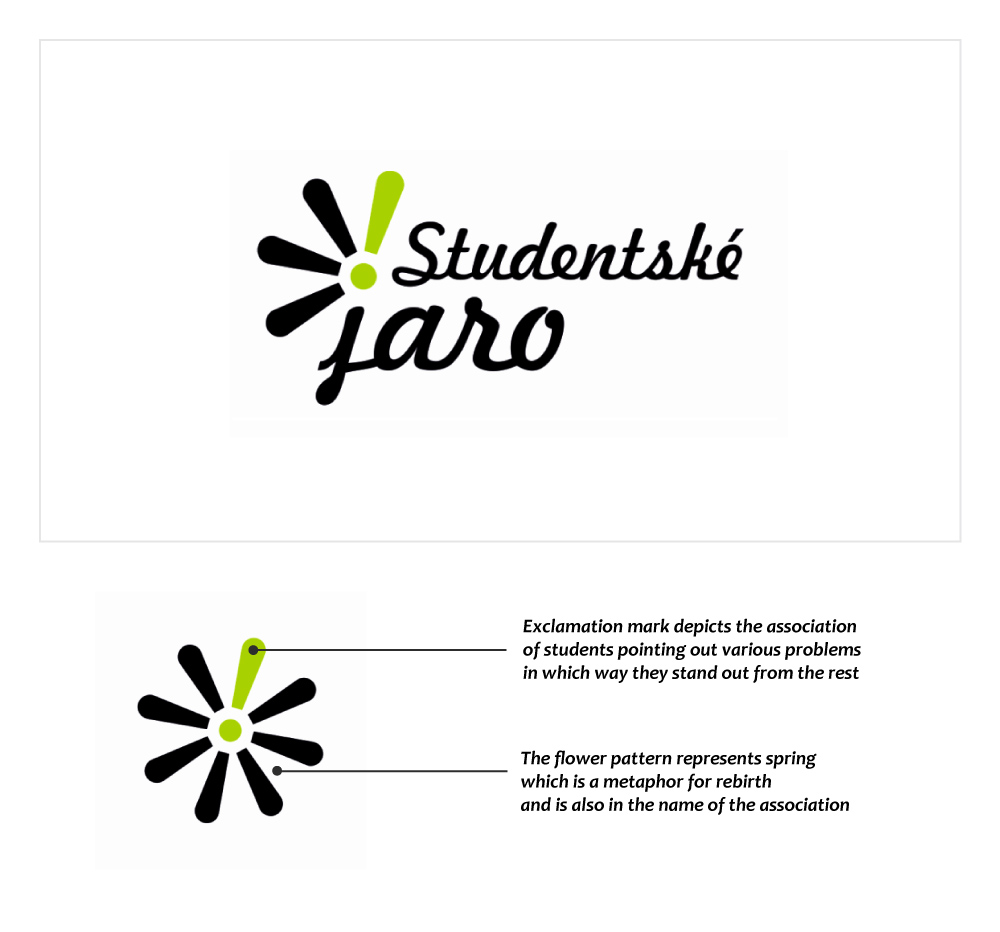 Studentské
jaro
Exclamation mark depicts the association
of students pointing out various problems
in which way they stand out from the rest
The flower pattern represents spring
which is a metaphor for rebirth
and is also in the name of the association